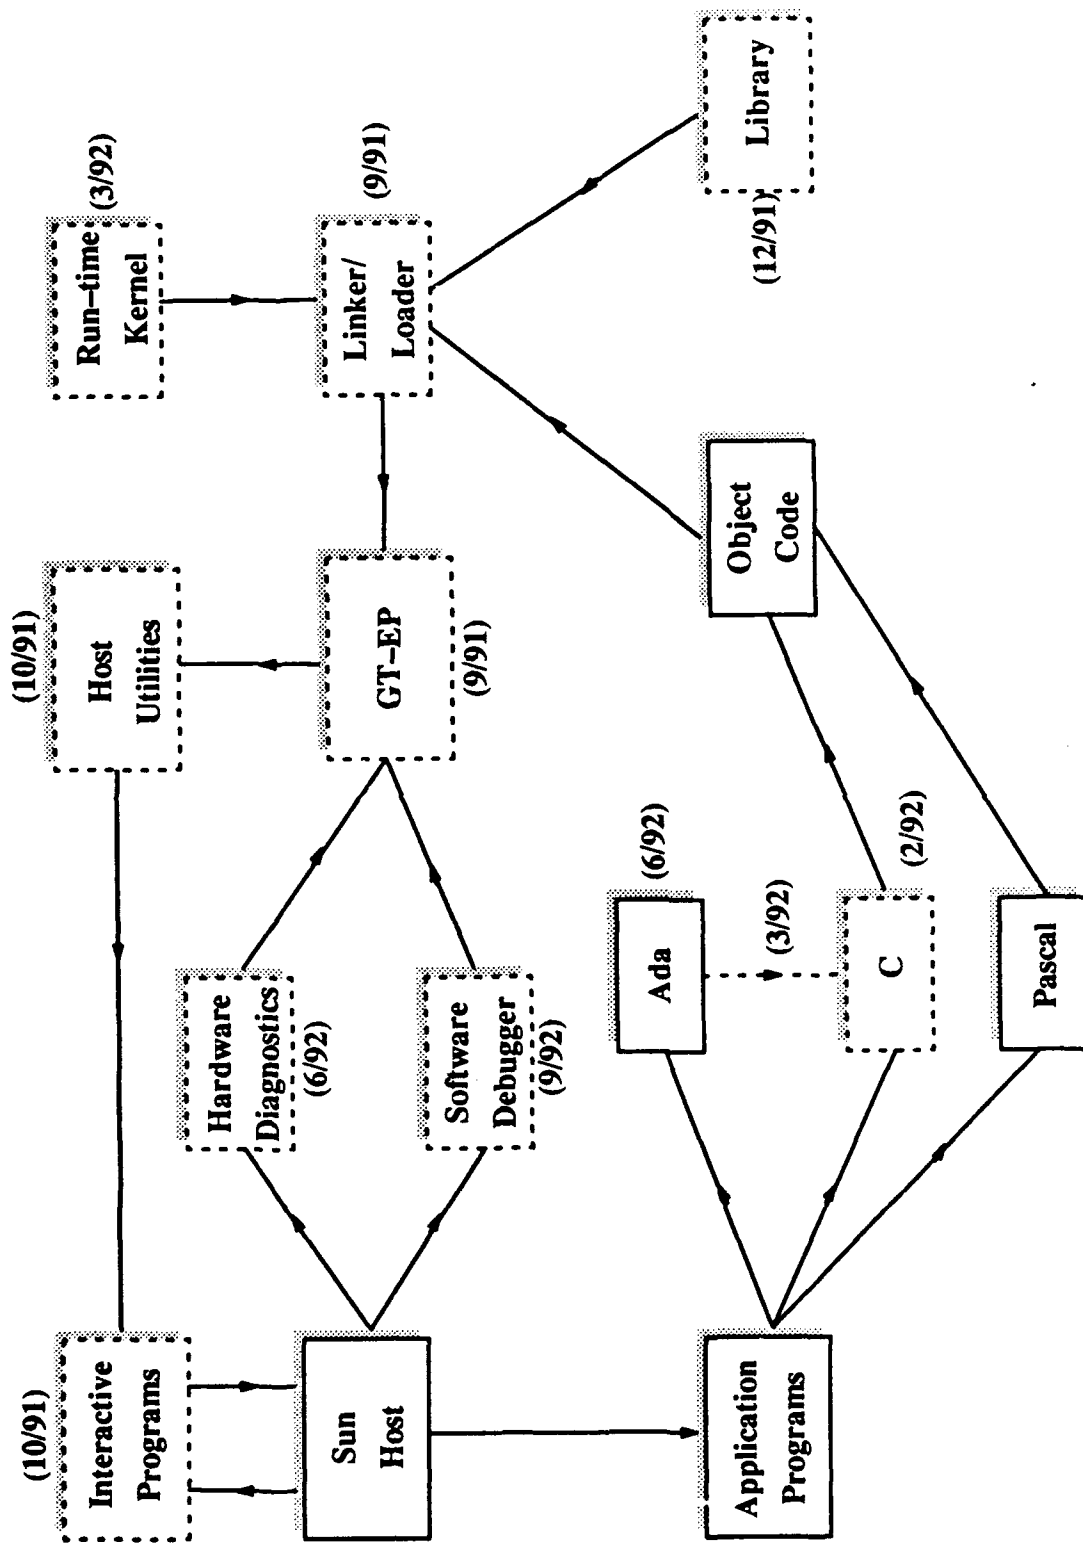 (10/91)
Interactive
Programs
(10/91)
Host
Utilities
Run-time
Kernel
(3/92)
Hardware
Diagnostics
(6/92)
Sun
Host
GT-EP
(9/91)
Linker/
Loader
(9/91)
Software
Debugger
(9/92)
Ada
(6/92)
(3/92)
Application
Programs
Object
Code
Library
(12/91)
C
(2/92)
Pascal